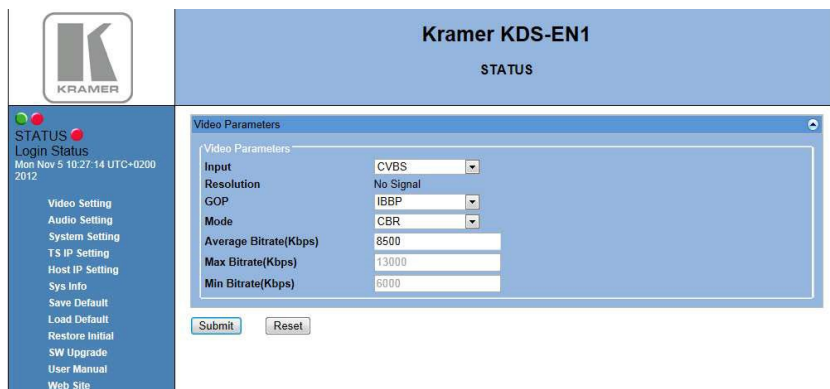 KRAMER
Kramer KDS-EN1
STATUS
STATUS
Login Status
Mon Nov 5 10:27:14 UTC+0200
2012
Video Setting
Audio Setting
System Setting
TS IP Setting
Host IP Setting
Sys Info
Save Default
Load Default
Restore Initial
SW Upgrade
User Manual
Web Site
Video Parameters
Video Parameters
Input CVBS
Resolution No Signal
GOP IBBP
Mode CBR
Average Bitrate(Kbps) 8500
Max Bitrate(Kbps) 13000
Min Bitrate(Kbps) 6000
Submit Reset